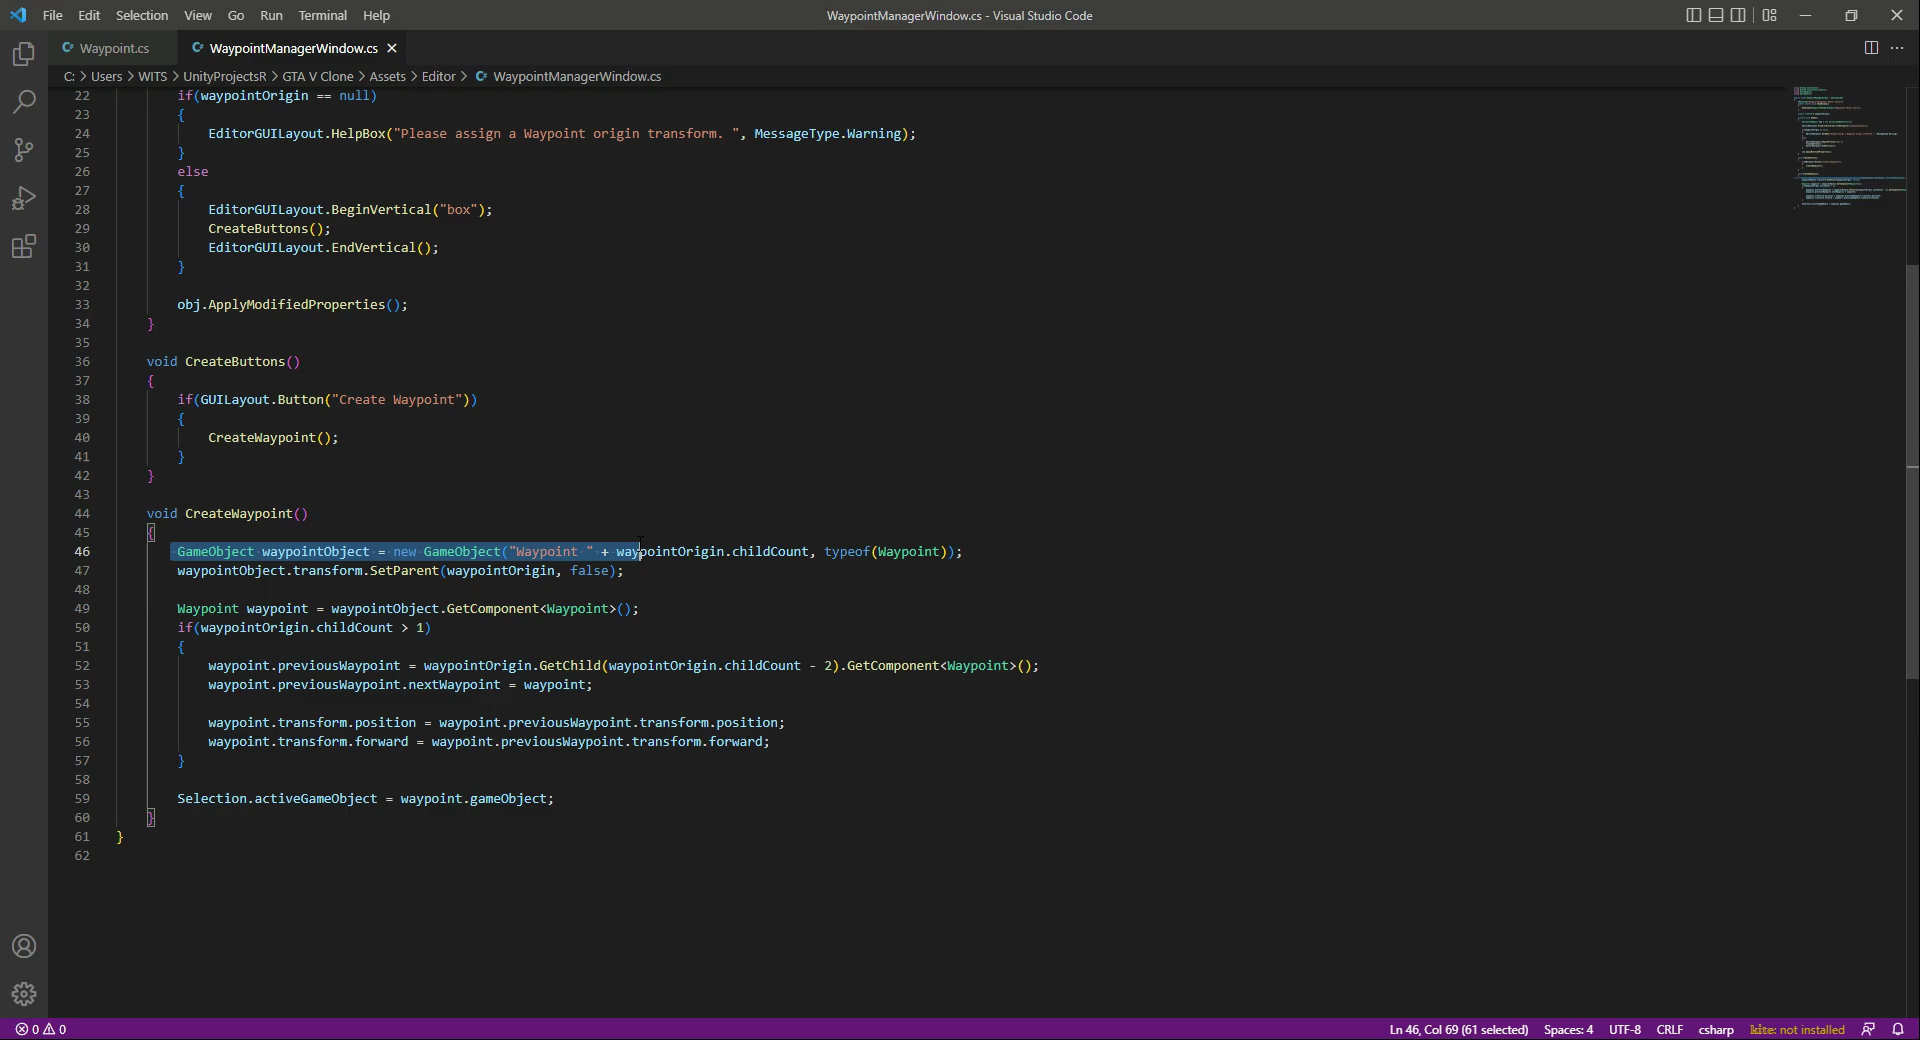 File Edit Selection View Go Run Terminal Help
WaypointManagerWindow.cs - Visual Studio Code
Waypoint.cs
WaypointManagerWindow.cs
C: > Users > WITS > UnityProjectsR > GTA V Clone > Assets > Editor > WaypointManagerWindow.cs
22 if(waypointOrigin == null)
23 {
24 EditorGUILayout.HelpBox("Please assign a Waypoint origin transform. ", MessageType.Warning);
25 }
26 else
27 {
28 EditorGUILayout.BeginVertical("box");
29 CreateButtons();
30 EditorGUILayout.EndVertical();
31 }
32
33 obj.ApplyModifiedProperties();
34 }
35
36 void CreateButtons()
37 {
38 if(GUILayout.Button("Create Waypoint"))
39 {
40 CreateWaypoint();
41 }
42 }
43
44 void CreateWaypoint()
45 {
46 GameObject waypointObject = new GameObject("Waypoint " + waypointOrigin.childCount, typeof(Waypoint));
47 waypointObject.transform.SetParent(waypointOrigin, false);
48
49 Waypoint waypoint = waypointObject.GetComponent<Waypoint>();
50 if(waypointOrigin.childCount > 1)
51 {
52 waypoint.previousWaypoint = waypointOrigin.GetChild(waypointOrigin.childCount - 2).GetComponent<Waypoint>();
53 waypoint.previousWaypoint.nextWaypoint = waypoint;
54
55 waypoint.transform.position = waypoint.previousWaypoint.transform.position;
56 waypoint.transform.forward = waypoint.previousWaypoint.transform.forward;
57 }
58
59 Selection.activeGameObject = waypoint.gameObject;
60 }
61 }
62
0 0
Ln 46, Col 69 (61 selected) Spaces: 4 UTF-8 CRLF csharp kite: not installed